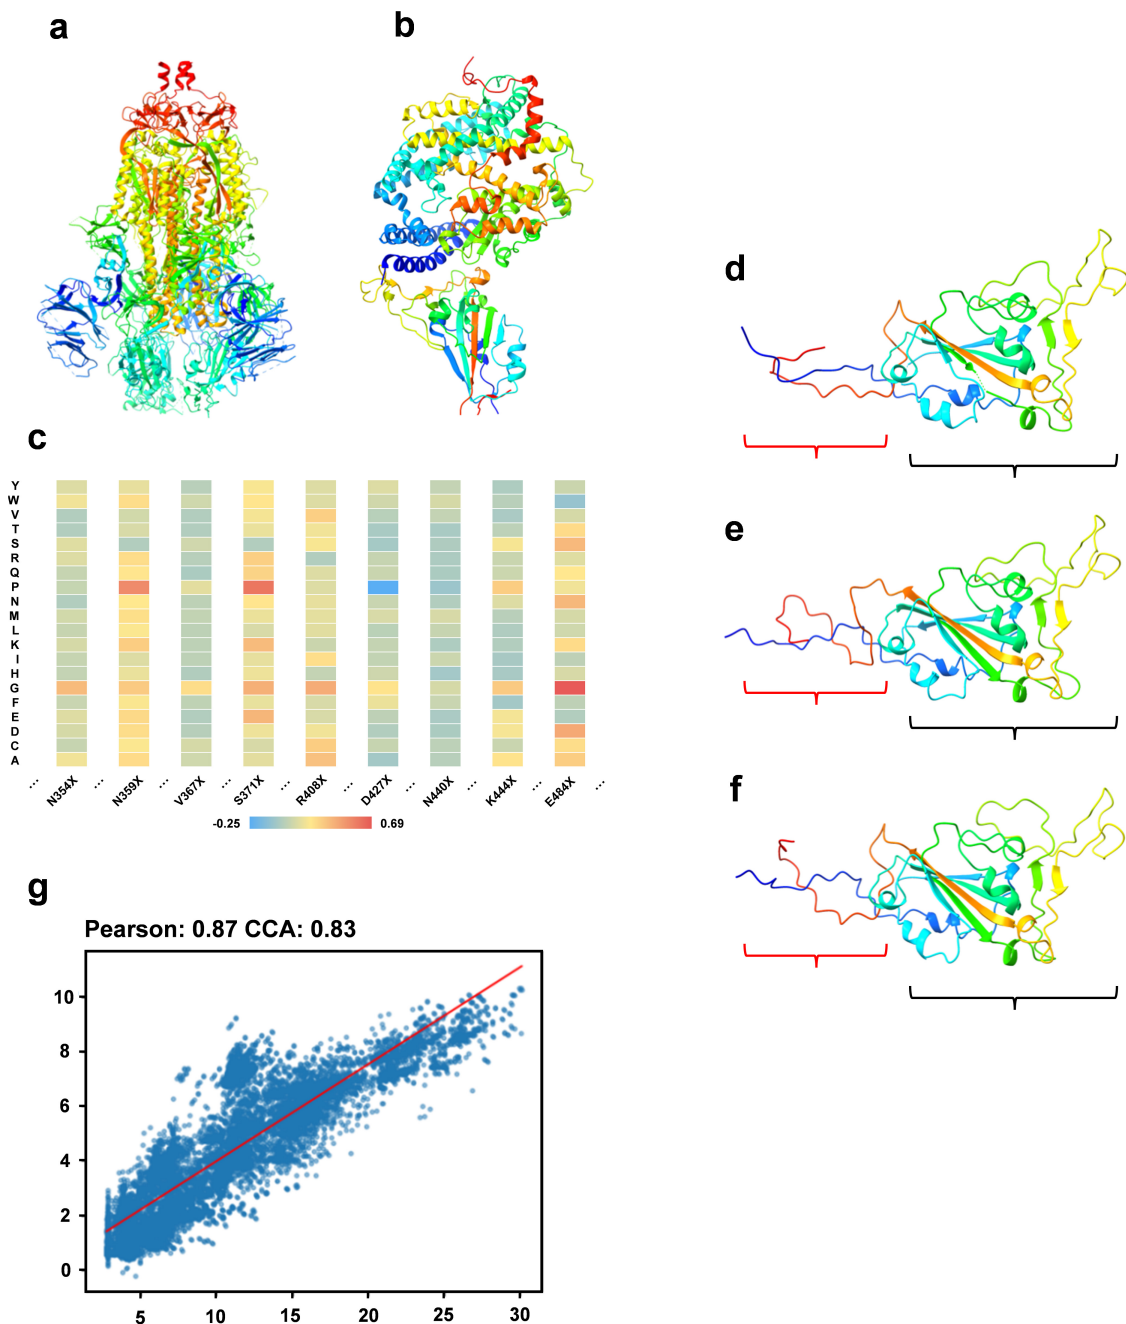 a
b
c
Y
W
V
T
S
R
Q
P
N
M
L
K
I
H
G
F
E
D
C
A
... N354X ... N359X ... V367X ... S371X ... R408X ... D427X ... N440X ... K444X ... E484X ...
-0.25 0.69
d
e
f
g
Pearson: 0.87 CCA: 0.83
10
8
6
4
2
0
5 10 15 20 25 30